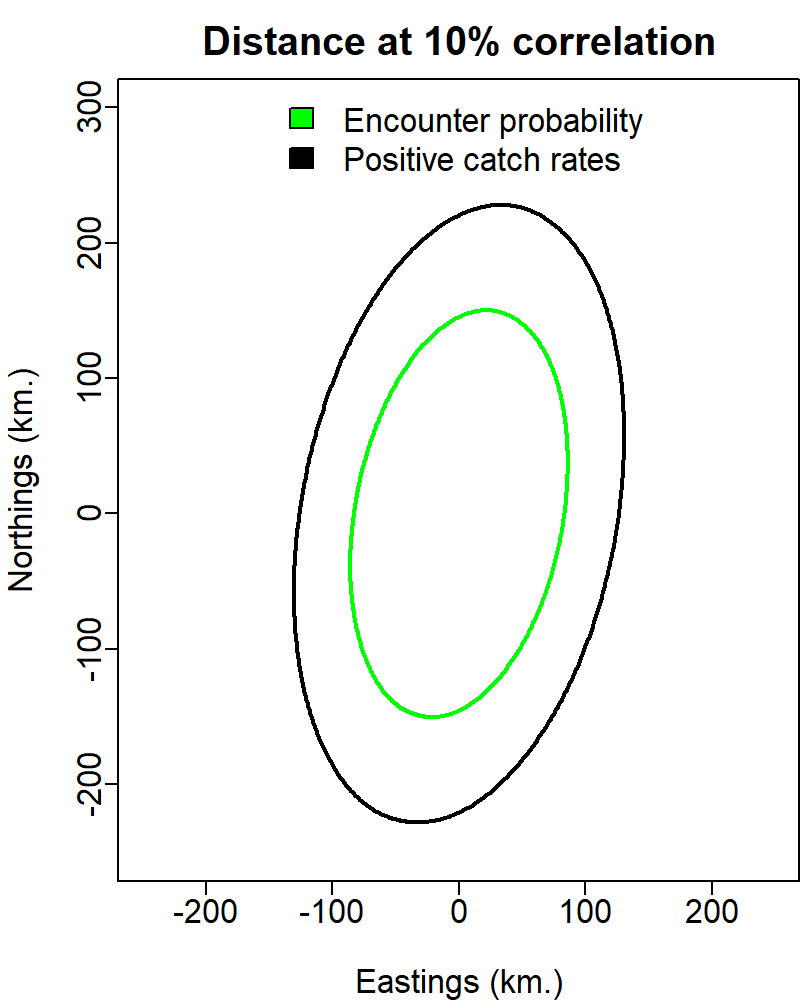 Distance at 10% correlation
Encounter probability
Positive catch rates
300
200
100
0
-100
-200
Northings (km.)
-200
-100
0
100
200
Eastings (km.)